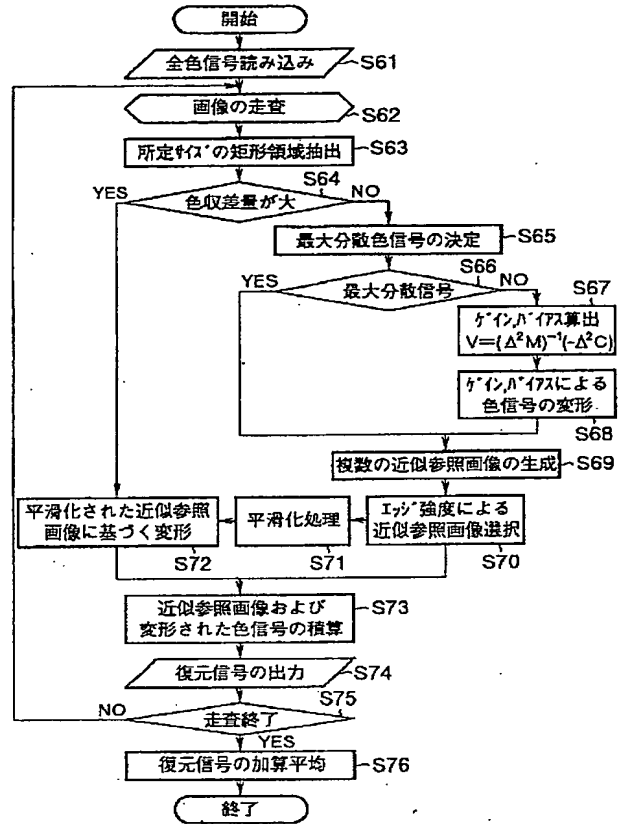 開始
全色信号読み込み
S61
画像の走査
S62
所定ｻｲｽﾞの矩形領域抽出
S63
S64
YES
色収差量が大
NO
最大分散色信号の決定
S65
S66
YES
最大分散信号
NO
S67
ｹﾞｲﾝ,ﾊﾞｲｱｽ算出
V=(Δ²M)⁻¹(-Δ²C)
ｹﾞｲﾝ,ﾊﾞｲｱｽによる
色信号の変形
S68
複数の近似参照画像の生成
S69
平滑化された近似参照
画像に基づく変形
S72
平滑化処理
S71
ｴｯｼﾞ強度による
近似参照画像選択
S70
近似参照画像および
変形された色信号の積算
S73
復元信号の出力
S74
S75
NO
走査終了
YES
復元信号の加算平均
S76
終了